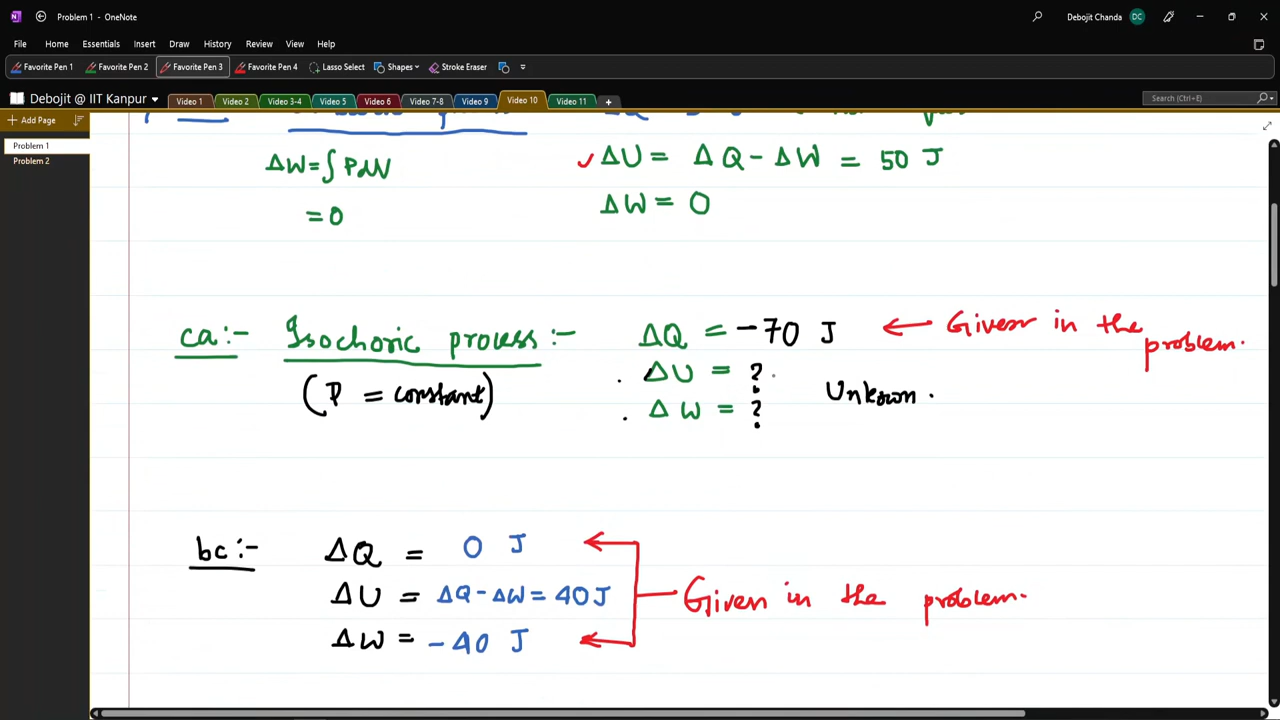 Problem 1 - OneNote
Debojit Chanda DC
File Home Essentials Insert Draw History Review View Help
Favorite Pen 1 Favorite Pen 2 Favorite Pen 3 Favorite Pen 4 Lasso Select Shapes Stroke Eraser
Debojit @ IIT Kanpur Video 1 Video 2 Video 3-4 Video 5 Video 6 Video 7-8 Video 9 Video 10 Video 11 Search (Ctrl+E)
Add Page
Problem 1
Problem 2
ΔW = ∫ PdV
= 0
✓ ΔU = ΔQ - ΔW = 50 J
ΔW = 0
ca :- Isochoric process :- ΔQ = -70 J ← Given in the problem.
(P = constant) ΔU = ?
ΔW = ? Unkown.
bc :- ΔQ = 0 J
ΔU = ΔQ - ΔW = 40 J Given in the problem.
ΔW = -40 J